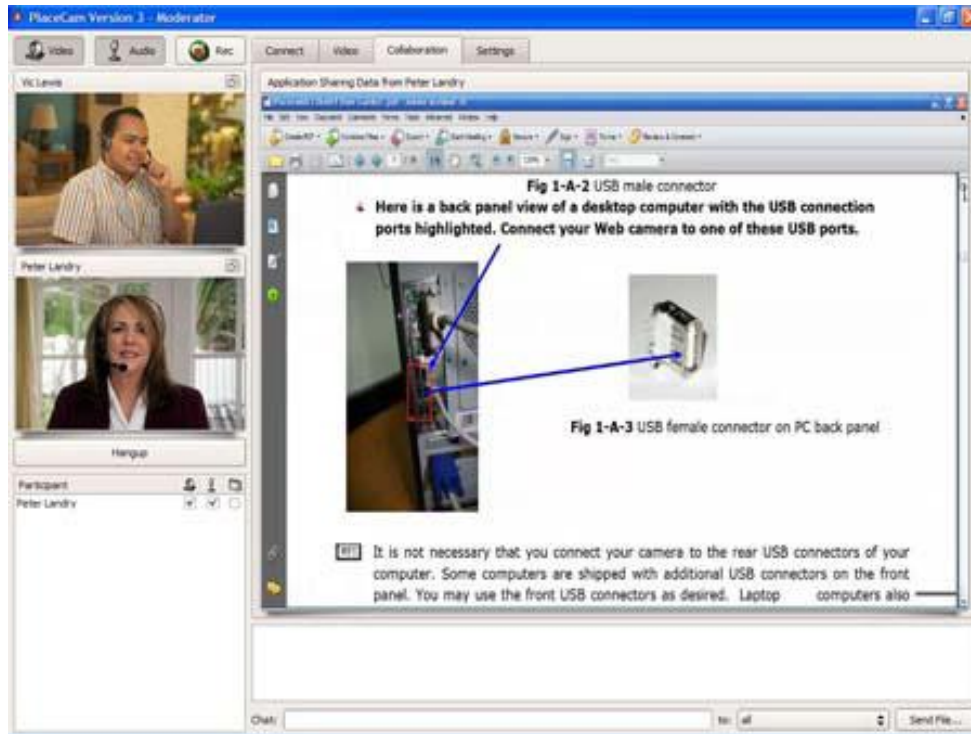 PlaceCam Version 3 - Moderator
Video Audio Rec
Connect Video Collaboration Settings
Vic Lewis
Peter Landry
Hangup
Participant
Peter Landry
Application Sharing Data from Peter Landry
Fig 1-A-2 USB male connector
Here is a back panel view of a desktop computer with the USB connection
ports highlighted. Connect your Web camera to one of these USB ports.
Fig 1-A-3 USB female connector on PC back panel
It is not necessary that you connect your camera to the rear USB connectors of your
computer. Some computers are shipped with additional USB connectors on the front
panel. You may use the front USB connectors as desired. Laptop computers also
Chat: to: all Send File...